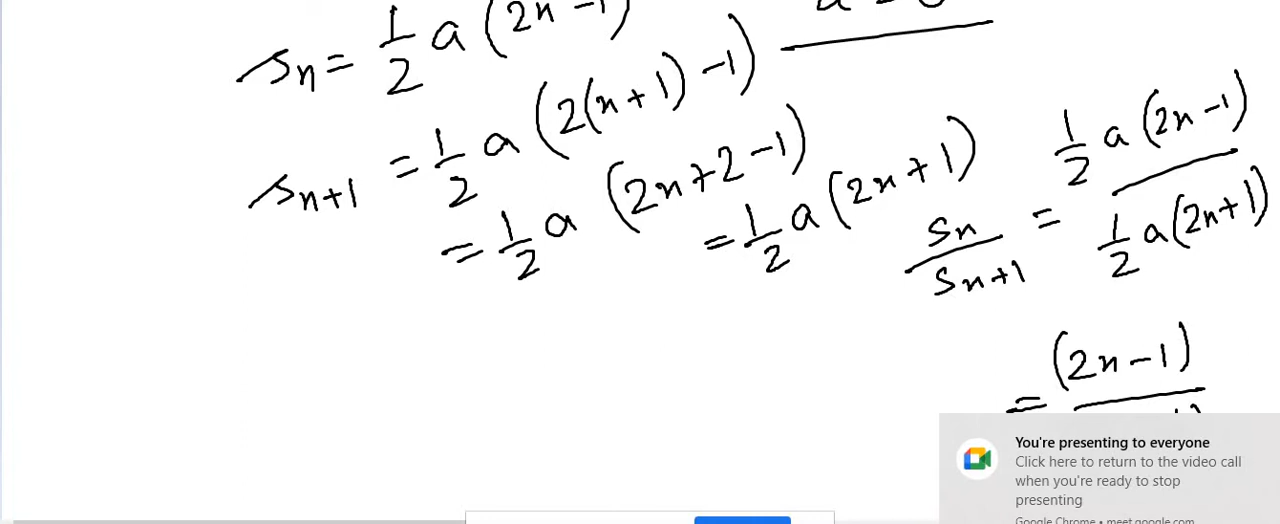 Sn = 1/2 a (2n - 1)
Sn+1 = 1/2 a (2(n+1) - 1)
= 1/2 a (2n+2-1) = 1/2 a (2n+1)
Sn/Sn+1 = 1/2 a (2n-1) / 1/2 a (2n+1)
= (2n-1)
You're presenting to everyone
Click here to return to the video call
when you're ready to stop
presenting
Google Chrome • meet.google.com